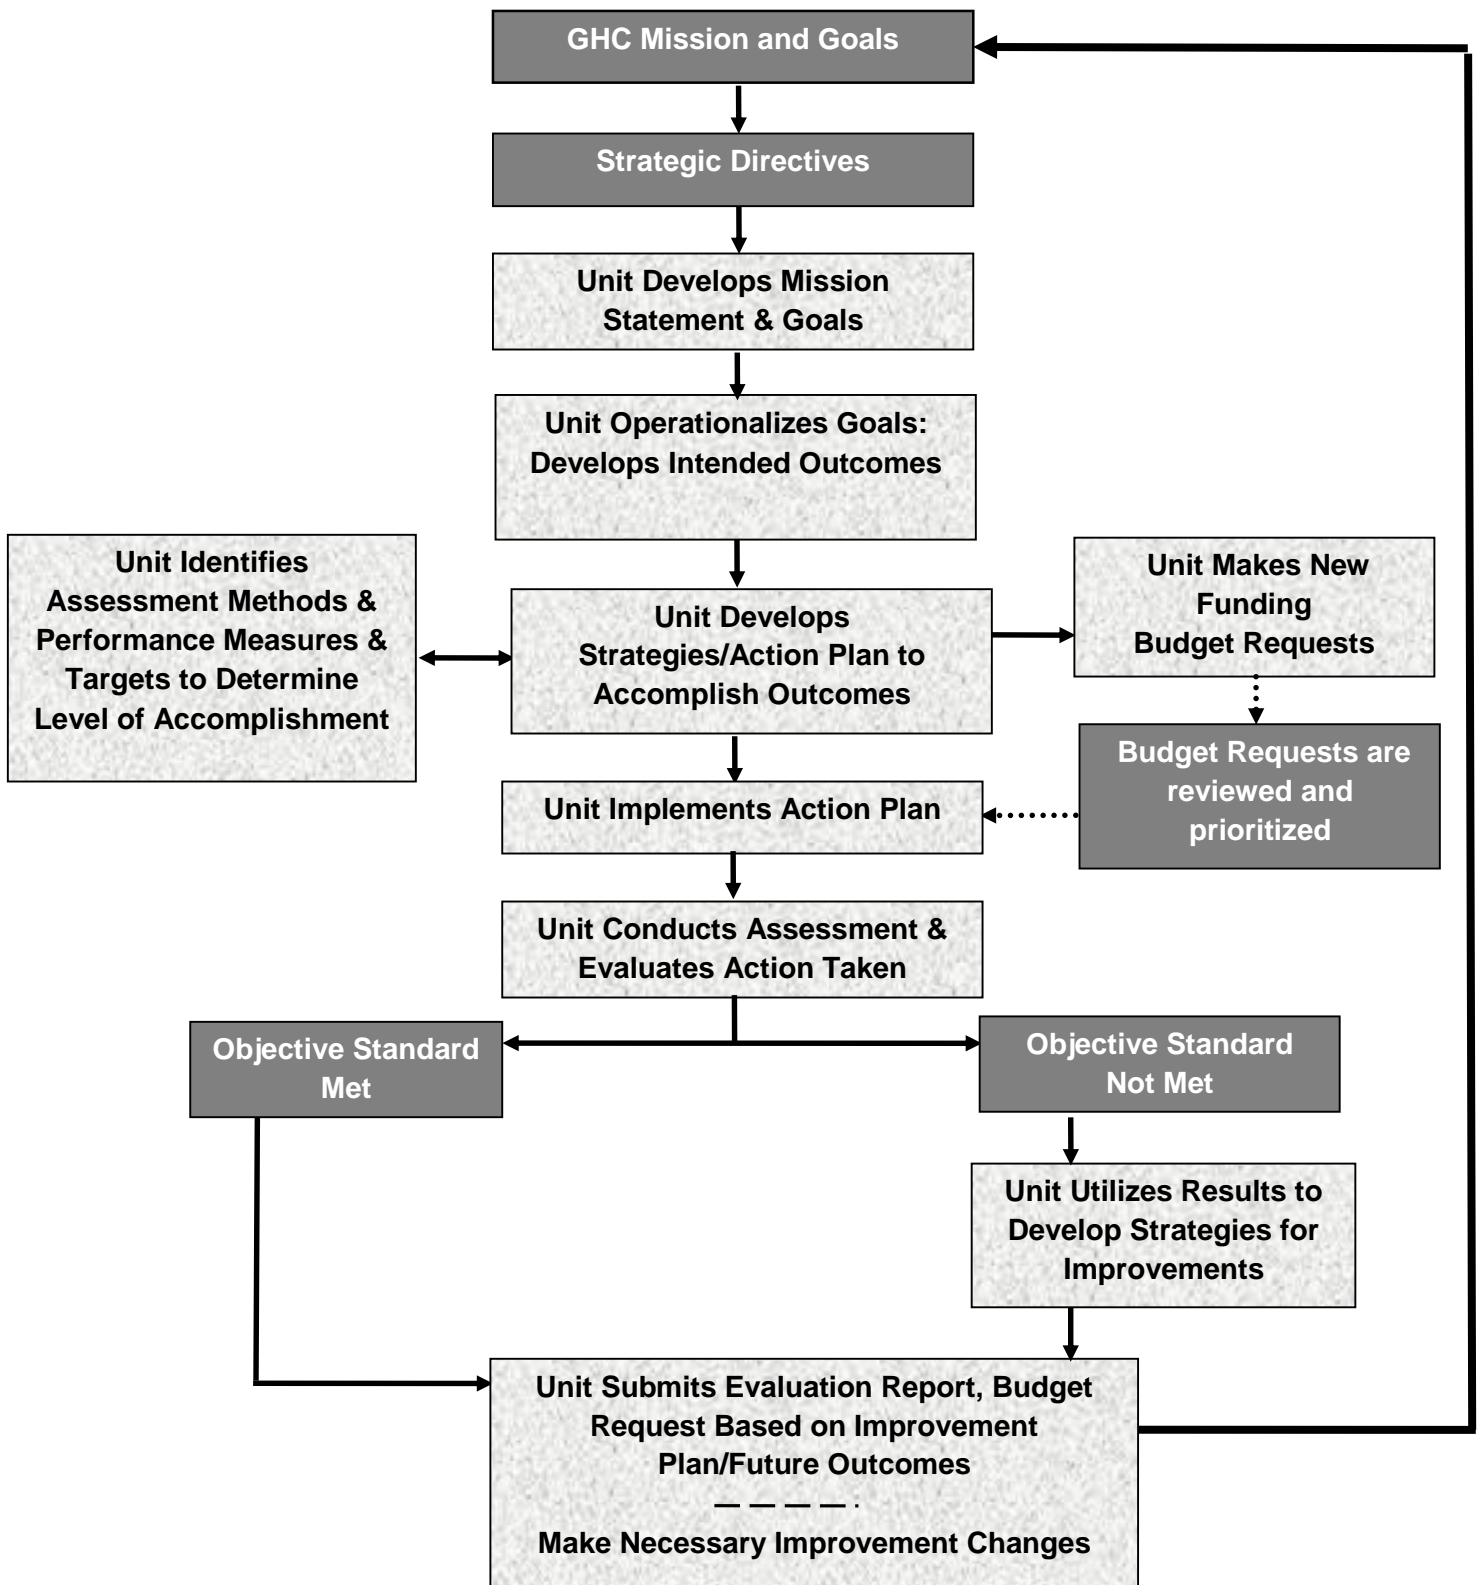 GHC Mission and Goals
Strategic Directives
Unit Develops Mission
Statement & Goals
Unit Operationalizes Goals:
Develops Intended Outcomes
Unit Identifies
Assessment Methods &
Performance Measures &
Targets to Determine
Level of Accomplishment
Unit Develops
Strategies/Action Plan to
Accomplish Outcomes
Unit Makes New
Funding
Budget Requests
Budget Requests are
reviewed and
prioritized
Unit Implements Action Plan
Unit Conducts Assessment &
Evaluates Action Taken
Objective Standard
Met
Objective Standard
Not Met
Unit Utilizes Results to
Develop Strategies for
Improvements
Unit Submits Evaluation Report, Budget
Request Based on Improvement
Plan/Future Outcomes
Make Necessary Improvement Changes